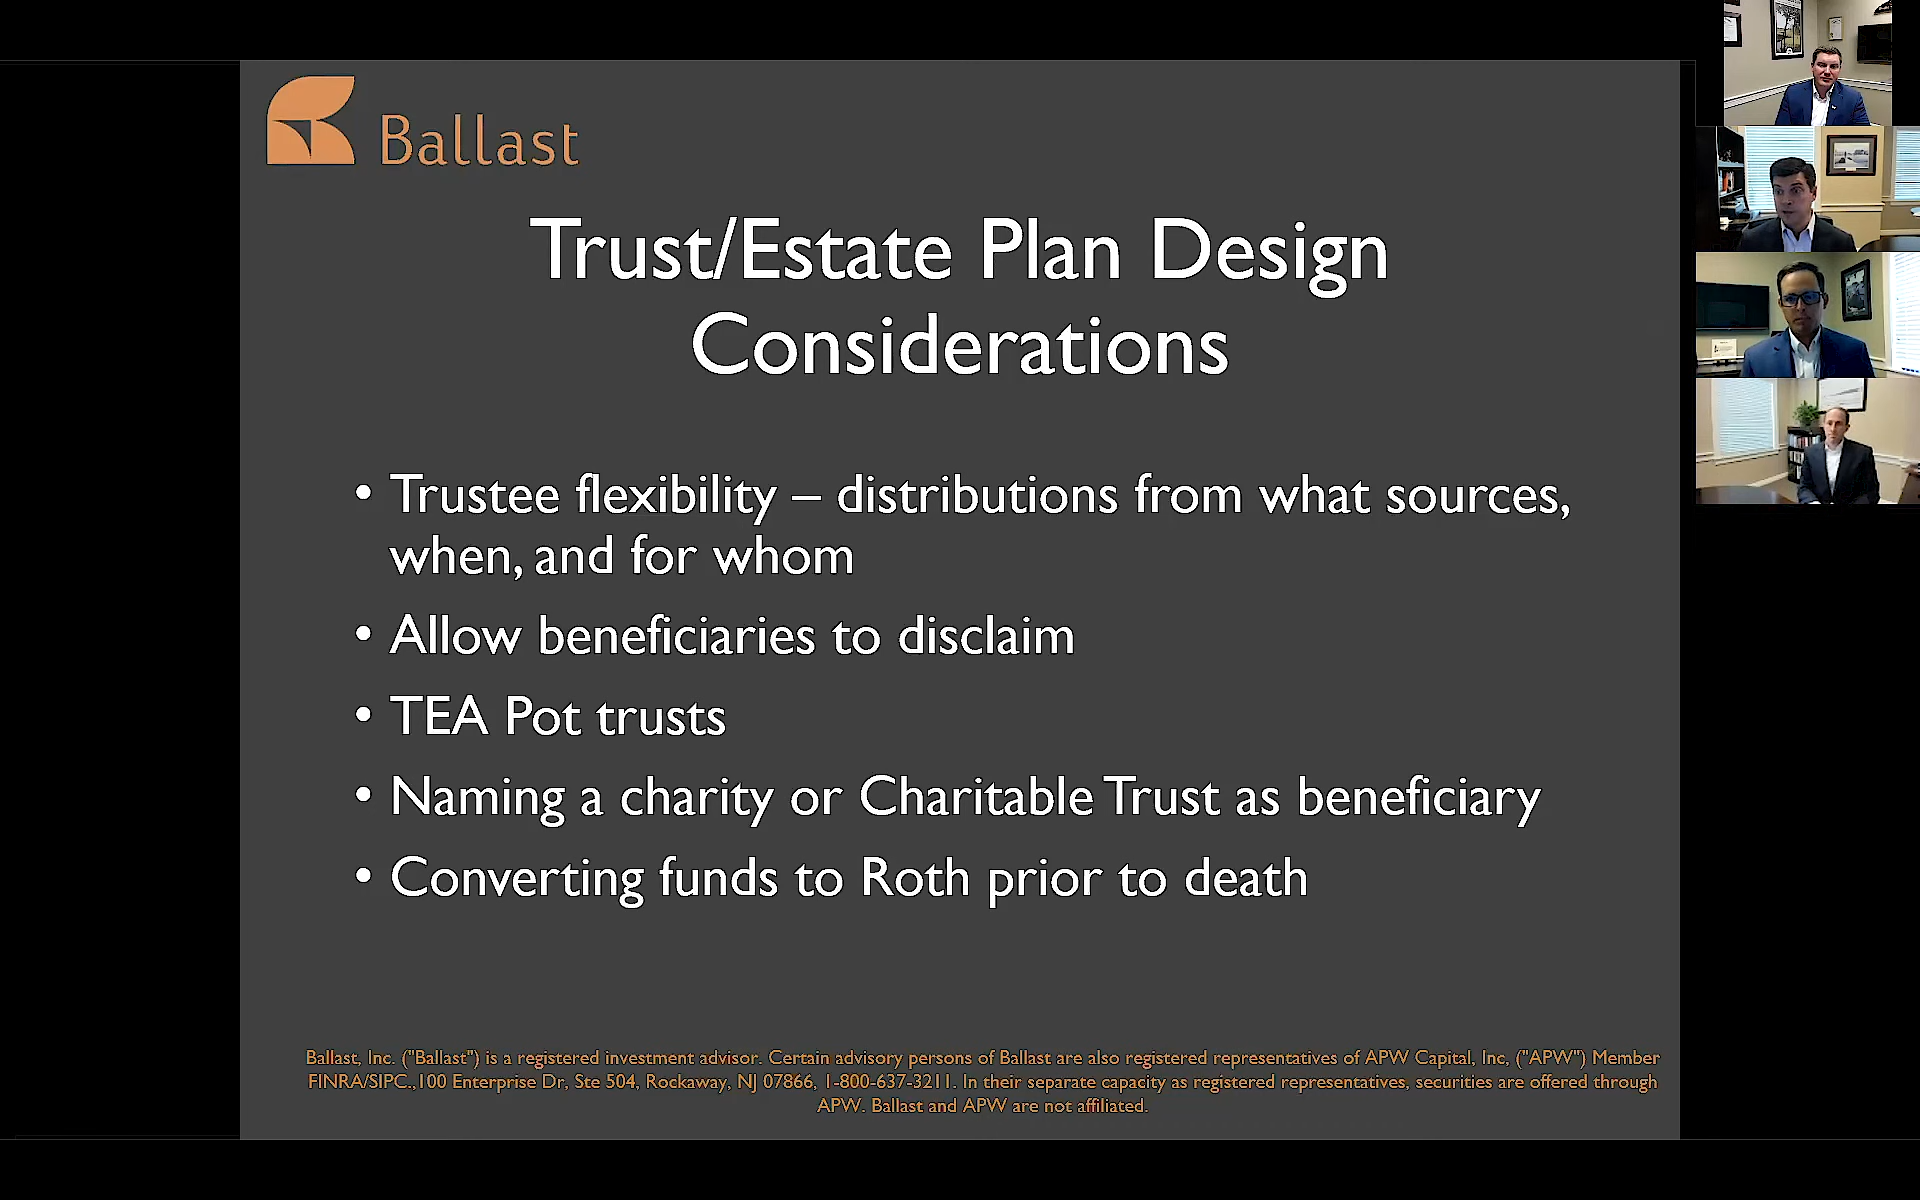 Ballast
Trust/Estate Plan Design
Considerations
• Trustee flexibility – distributions from what sources,
when, and for whom
• Allow beneficiaries to disclaim
• TEA Pot trusts
• Naming a charity or Charitable Trust as beneficiary
• Converting funds to Roth prior to death
Ballast, Inc. ("Ballast") is a registered investment advisor. Certain advisory persons of Ballast are also registered representatives of APW Capital, Inc, ("APW") Member
FINRA/SIPC.,100 Enterprise Dr, Ste 504, Rockaway, NJ 07866, 1-800-637-3211. In their separate capacity as registered representatives, securities are offered through
APW. Ballast and APW are not affiliated.